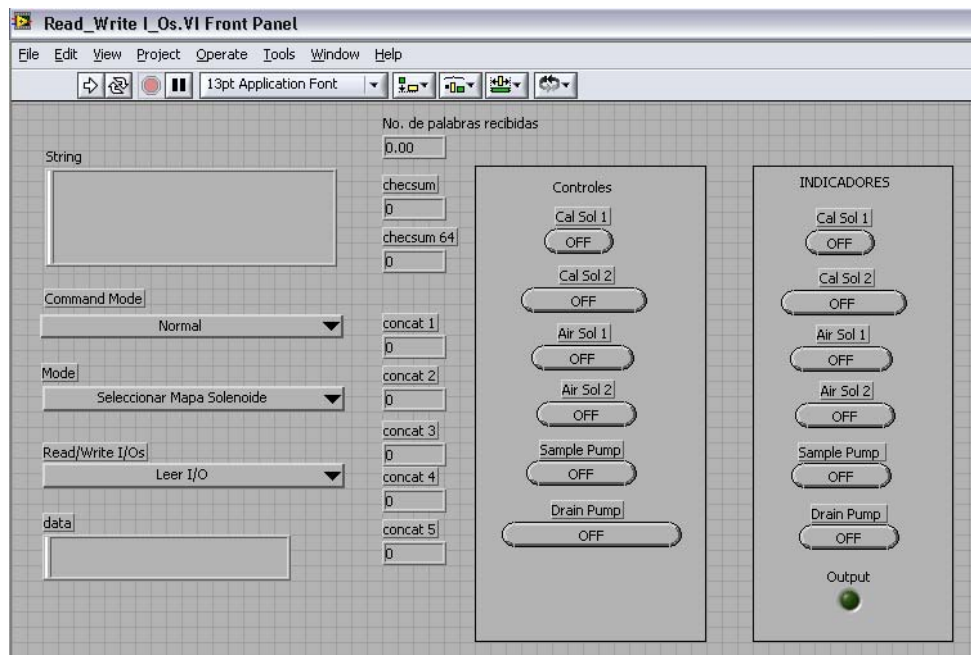 Read_Write I_Os.VI Front Panel
File Edit View Project Operate Tools Window Help
13pt Application Font
No. de palabras recibidas
0.00
String
checsum
0
checsum 64
0
Command Mode
Normal
Mode
Seleccionar Mapa Solenoide
Read/Write I/Os
Leer I/O
data
concat 1
0
concat 2
0
concat 3
0
concat 4
0
concat 5
0
Controles
Cal Sol 1
OFF
Cal Sol 2
OFF
Air Sol 1
OFF
Air Sol 2
OFF
Sample Pump
OFF
Drain Pump
OFF
INDICADORES
Cal Sol 1
OFF
Cal Sol 2
OFF
Air Sol 1
OFF
Air Sol 2
OFF
Sample Pump
OFF
Drain Pump
OFF
Output